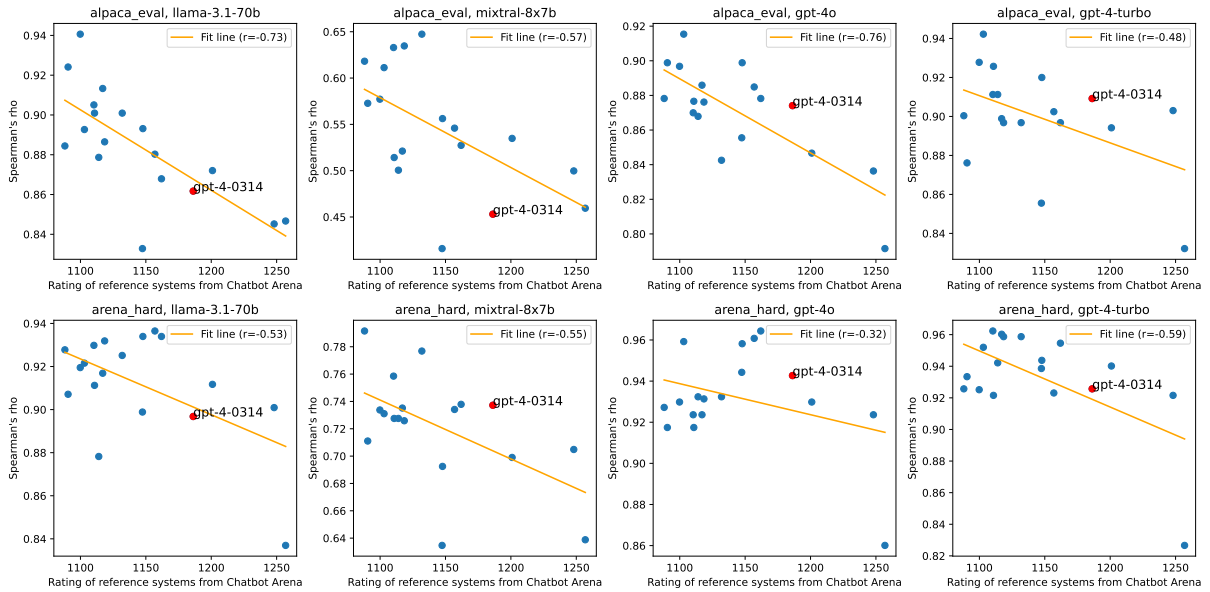 alpaca_eval, llama-3.1-70b
Fit line (r=-0.73)
gpt-4-0314
Spearman's rho
0.94
0.92
0.90
0.88
0.86
0.84
1100 1150 1200 1250
Rating of reference systems from Chatbot Arena
alpaca_eval, mixtral-8x7b
Fit line (r=-0.57)
gpt-4-0314
Spearman's rho
0.65
0.60
0.55
0.50
0.45
1100 1150 1200 1250
Rating of reference systems from Chatbot Arena
alpaca_eval, gpt-4o
Fit line (r=-0.76)
gpt-4-0314
Spearman's rho
0.92
0.90
0.88
0.86
0.84
0.82
0.80
1100 1150 1200 1250
Rating of reference systems from Chatbot Arena
alpaca_eval, gpt-4-turbo
Fit line (r=-0.48)
gpt-4-0314
Spearman's rho
0.94
0.92
0.90
0.88
0.86
0.84
1100 1150 1200 1250
Rating of reference systems from Chatbot Arena
arena_hard, llama-3.1-70b
Fit line (r=-0.53)
gpt-4-0314
Spearman's rho
0.94
0.92
0.90
0.88
0.86
0.84
1100 1150 1200 1250
Rating of reference systems from Chatbot Arena
arena_hard, mixtral-8x7b
Fit line (r=-0.55)
gpt-4-0314
Spearman's rho
0.78
0.76
0.74
0.72
0.70
0.68
0.66
0.64
1100 1150 1200 1250
Rating of reference systems from Chatbot Arena
arena_hard, gpt-4o
Fit line (r=-0.32)
gpt-4-0314
Spearman's rho
0.96
0.94
0.92
0.90
0.88
0.86
1100 1150 1200 1250
Rating of reference systems from Chatbot Arena
arena_hard, gpt-4-turbo
Fit line (r=-0.59)
gpt-4-0314
Spearman's rho
0.96
0.94
0.92
0.90
0.88
0.86
0.84
0.82
1100 1150 1200 1250
Rating of reference systems from Chatbot Arena